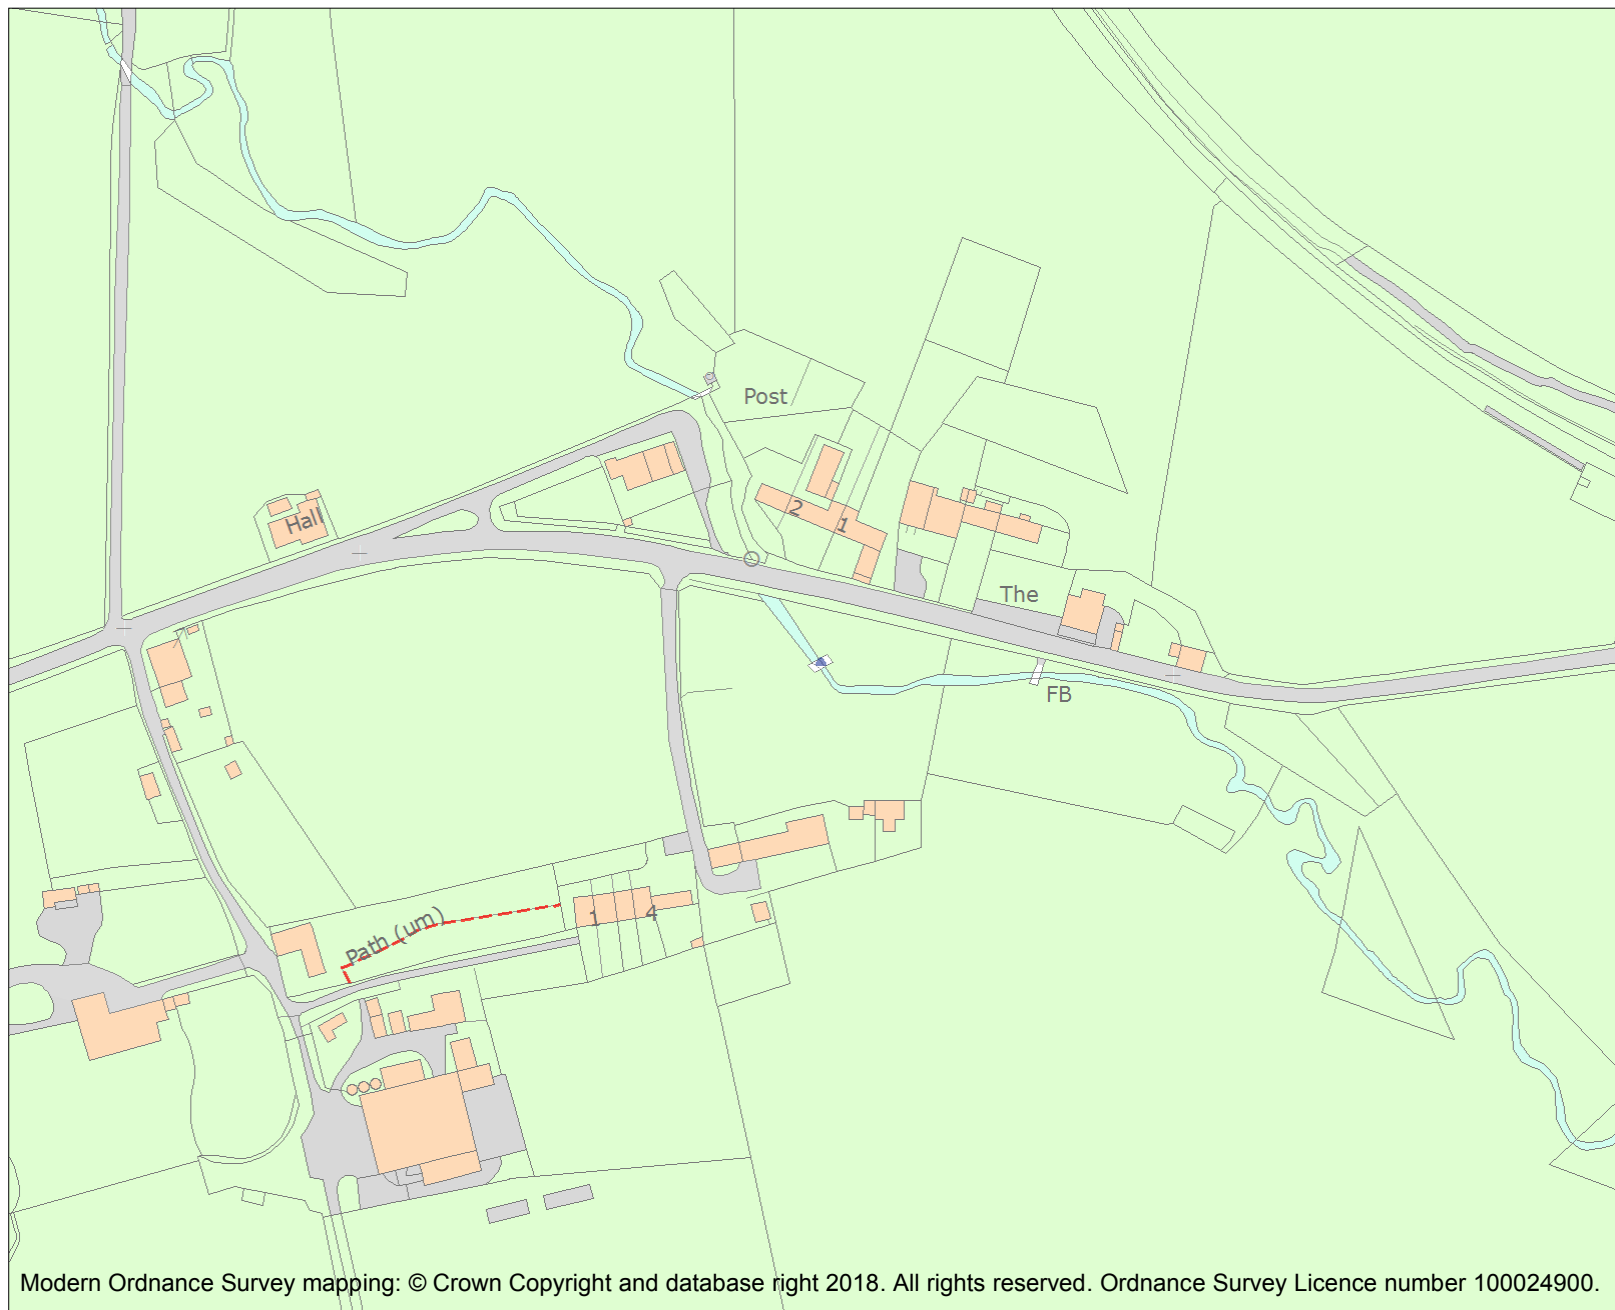 Post
2
1
Hall
The
FB
Path (um)
1
4
Modern Ordnance Survey mapping: © Crown Copyright and database right 2018. All rights reserved. Ordnance Survey Licence number 100024900.